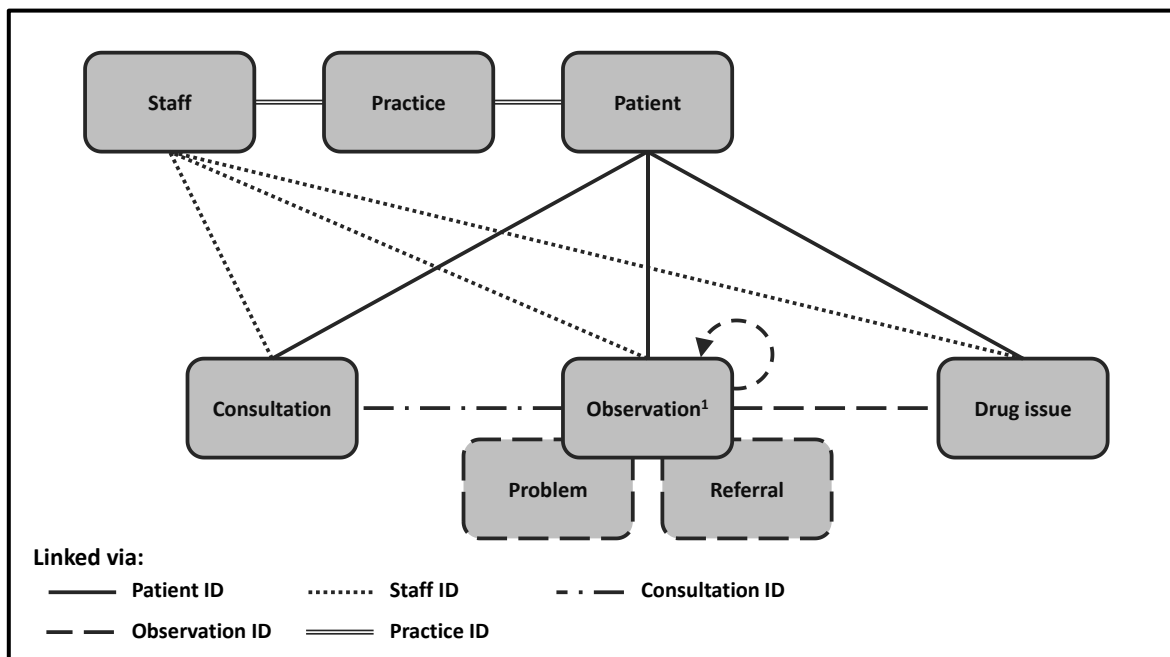 Staff
Practice
Patient
Consultation
Observation¹
Drug issue
Problem
Referral
Linked via:
Patient ID
Staff ID
Consultation ID
Observation ID
Practice ID